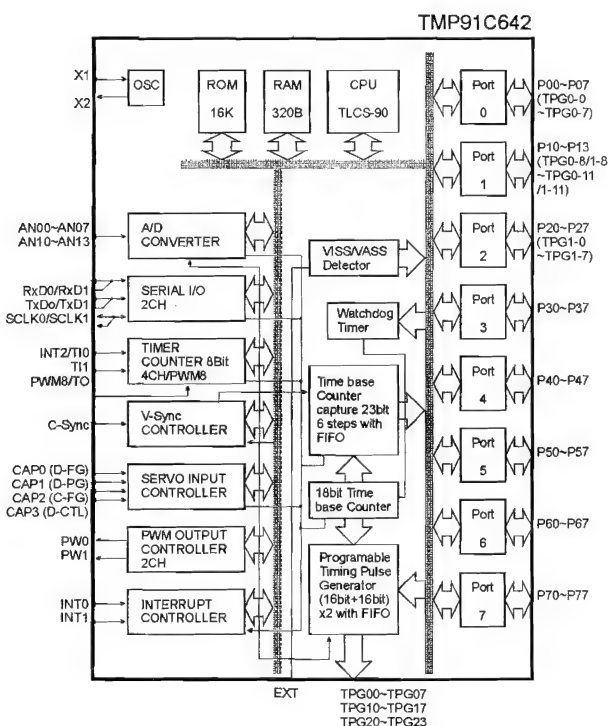 TMP91C642
X1
X2
OSC
ROM
16K
RAM
320B
CPU
TLCS-90
Port
0
P00~P07
(TPG0-0
~TPG0-7)
Port
1
P10~P13
(TPG0-8/1-8
~TPG0-11
/1-11)
AN00~AN07
AN10~AN13
A/D
CONVERTER
VISS/VASS
Detector
Port
2
P20~P27
(TPG1-0
~TPG1-7)
RxD0/RxD1
TxDo/TxD1
SCLK0/SCLK1
SERIAL I/O
2CH
Watchdog
Timer
Port
3
P30~P37
INT2/TI0
TI1
PWM8/TO
TIMER
COUNTER 8Bit
4CH/PWM8
Time base
Counter
capture 23bit
6 steps with
FIFO
Port
4
P40~P47
C-Sync
V-Sync
CONTROLLER
Port
5
P50~P57
CAP0 (D-FG)
CAP1 (D-PG)
CAP2 (C-FG)
CAP3 (D-CTL)
SERVO INPUT
CONTROLLER
18bit Time
base Counter
Port
6
P60~P67
PW0
PW1
PWM OUTPUT
CONTROLLER
2CH
Programable
Timing Pulse
Generator
(16bit+16bit)
x2 with FIFO
Port
7
P70~P77
INT0
INT1
INTERRUPT
CONTROLLER
EXT
TPG00~TPG07
TPG10~TPG17
TPG20~TPG23